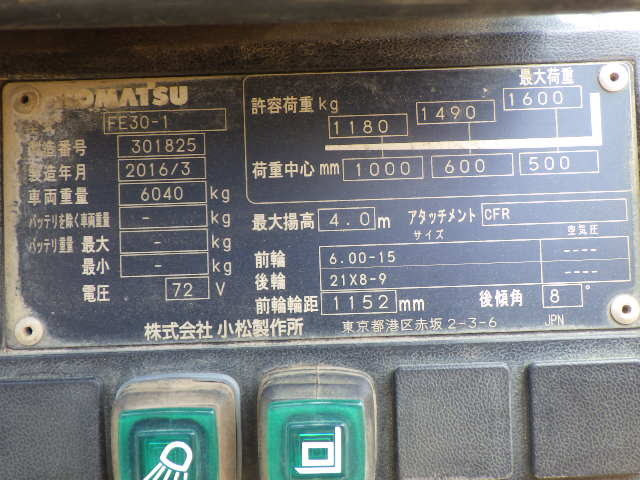 KOMATSU
FE30-1
製造番号 301825
製造年月 2016/3
車両重量 6040 kg
バッテリを除く車両重量 - kg
バッテリ重量 最大 - kg
最小 - kg
電圧 72 V
最大荷重
許容荷重 kg 1180 1490 1600
荷重中心 mm 1000 600 500
最大揚高 4.0 m アタッチメント CFR
サイズ 空気圧
前輪 6.00-15 ----
後輪 21X8-9 ----
前輪輪距 1152 mm 後傾角 8°
株式会社 小松製作所 東京都港区赤坂 2-3-6 JPN